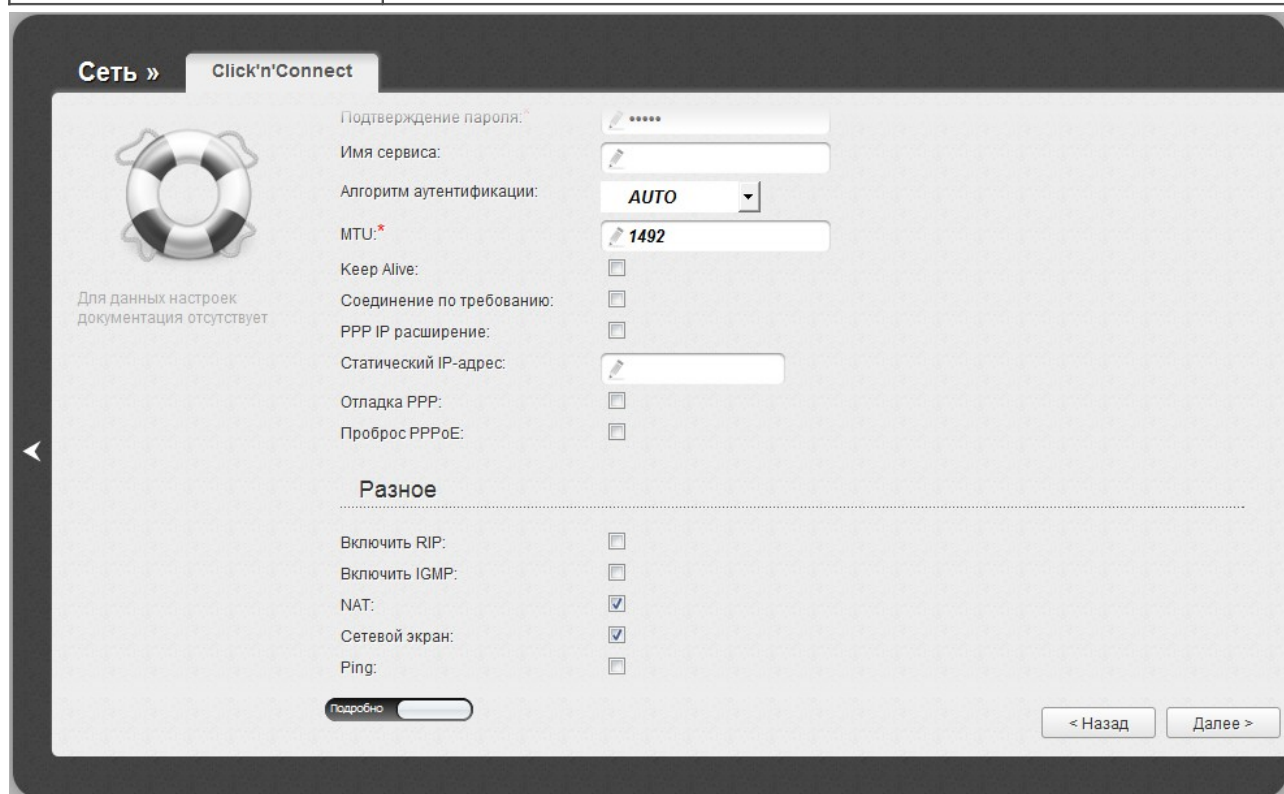 Сеть »
Click'n'Connect
Подтверждение пароля:* •••••
Имя сервиса:
Алгоритм аутентификации: AUTO
MTU:* 1492
Keep Alive:
Для данных настроек
документация отсутствует
Соединение по требованию:
PPP IP расширение:
Статический IP-адрес:
Отладка PPP:
Проброс PPPoE:
Разное
Включить RIP:
Включить IGMP:
NAT:
Сетевой экран:
Ping:
Подробно
< Назад
Далее >